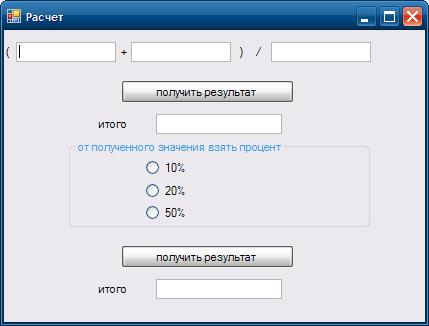 Расчет
( + ) /
получить результат
итого
от полученного значения взять процент
10%
20%
50%
получить результат
итого